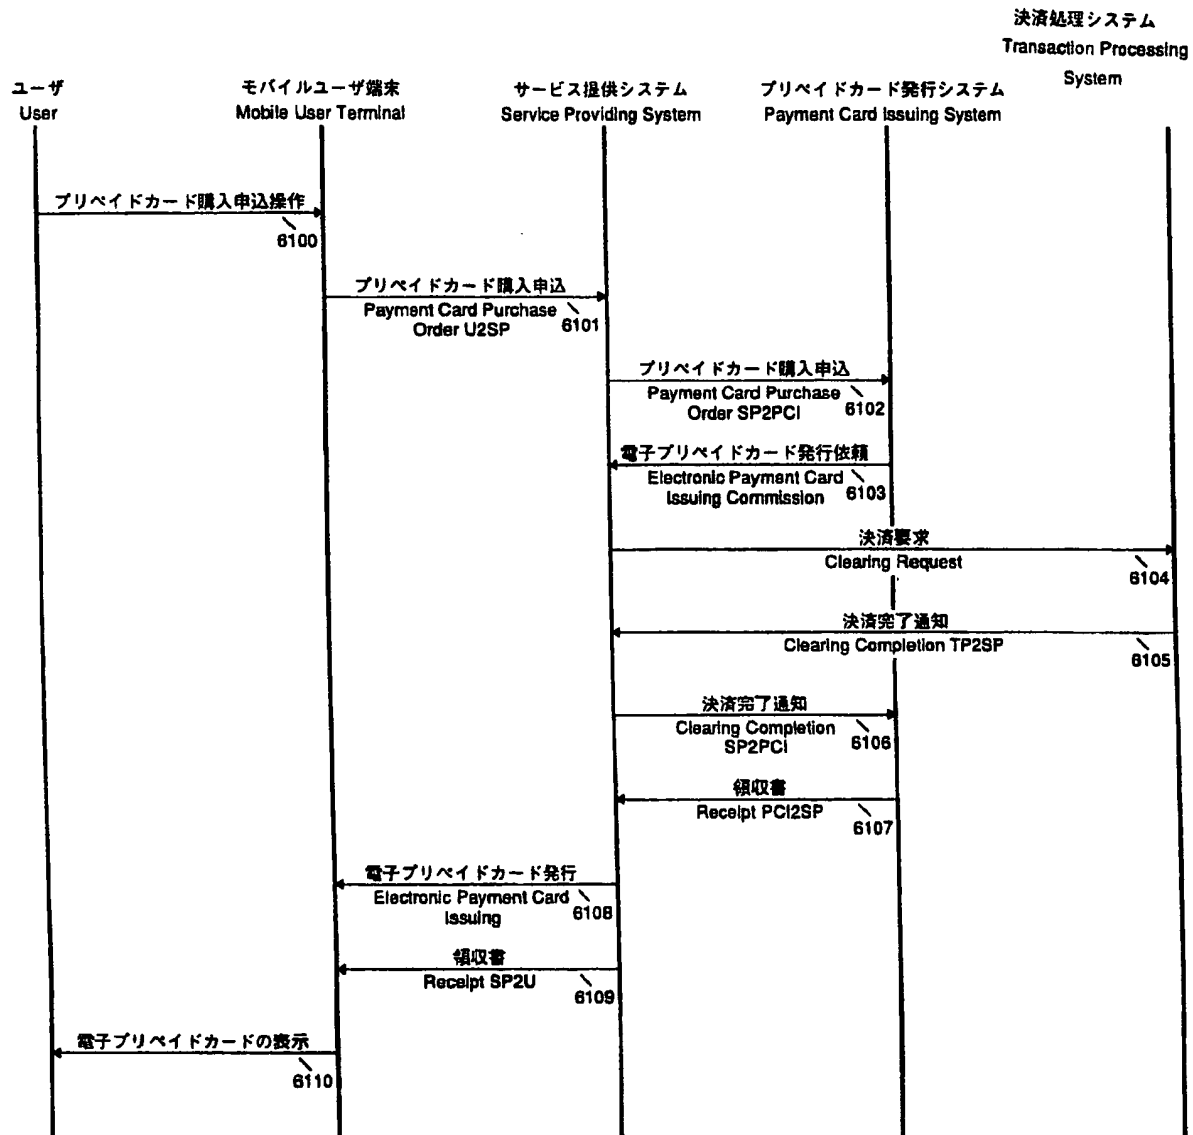 決済処理システム
Transaction Processing
System
ユーザ
User
モバイルユーザ端末
Mobile User Terminal
サービス提供システム
Service Providing System
プリペイドカード発行システム
Payment Card Issuing System
プリペイドカード購入申込操作
6100
プリペイドカード購入申込
Payment Card Purchase
Order U2SP
6101
プリペイドカード購入申込
Payment Card Purchase
Order SP2PCI
6102
電子プリペイドカード発行依頼
Electronic Payment Card
Issuing Commission
6103
決済要求
Clearing Request
6104
決済完了通知
Clearing Completion TP2SP
6105
決済完了通知
Clearing Completion
SP2PCI
6106
領収書
Receipt PCI2SP
6107
電子プリペイドカード発行
Electronic Payment Card
Issuing
6108
領収書
Receipt SP2U
6109
電子プリペイドカードの表示
6110